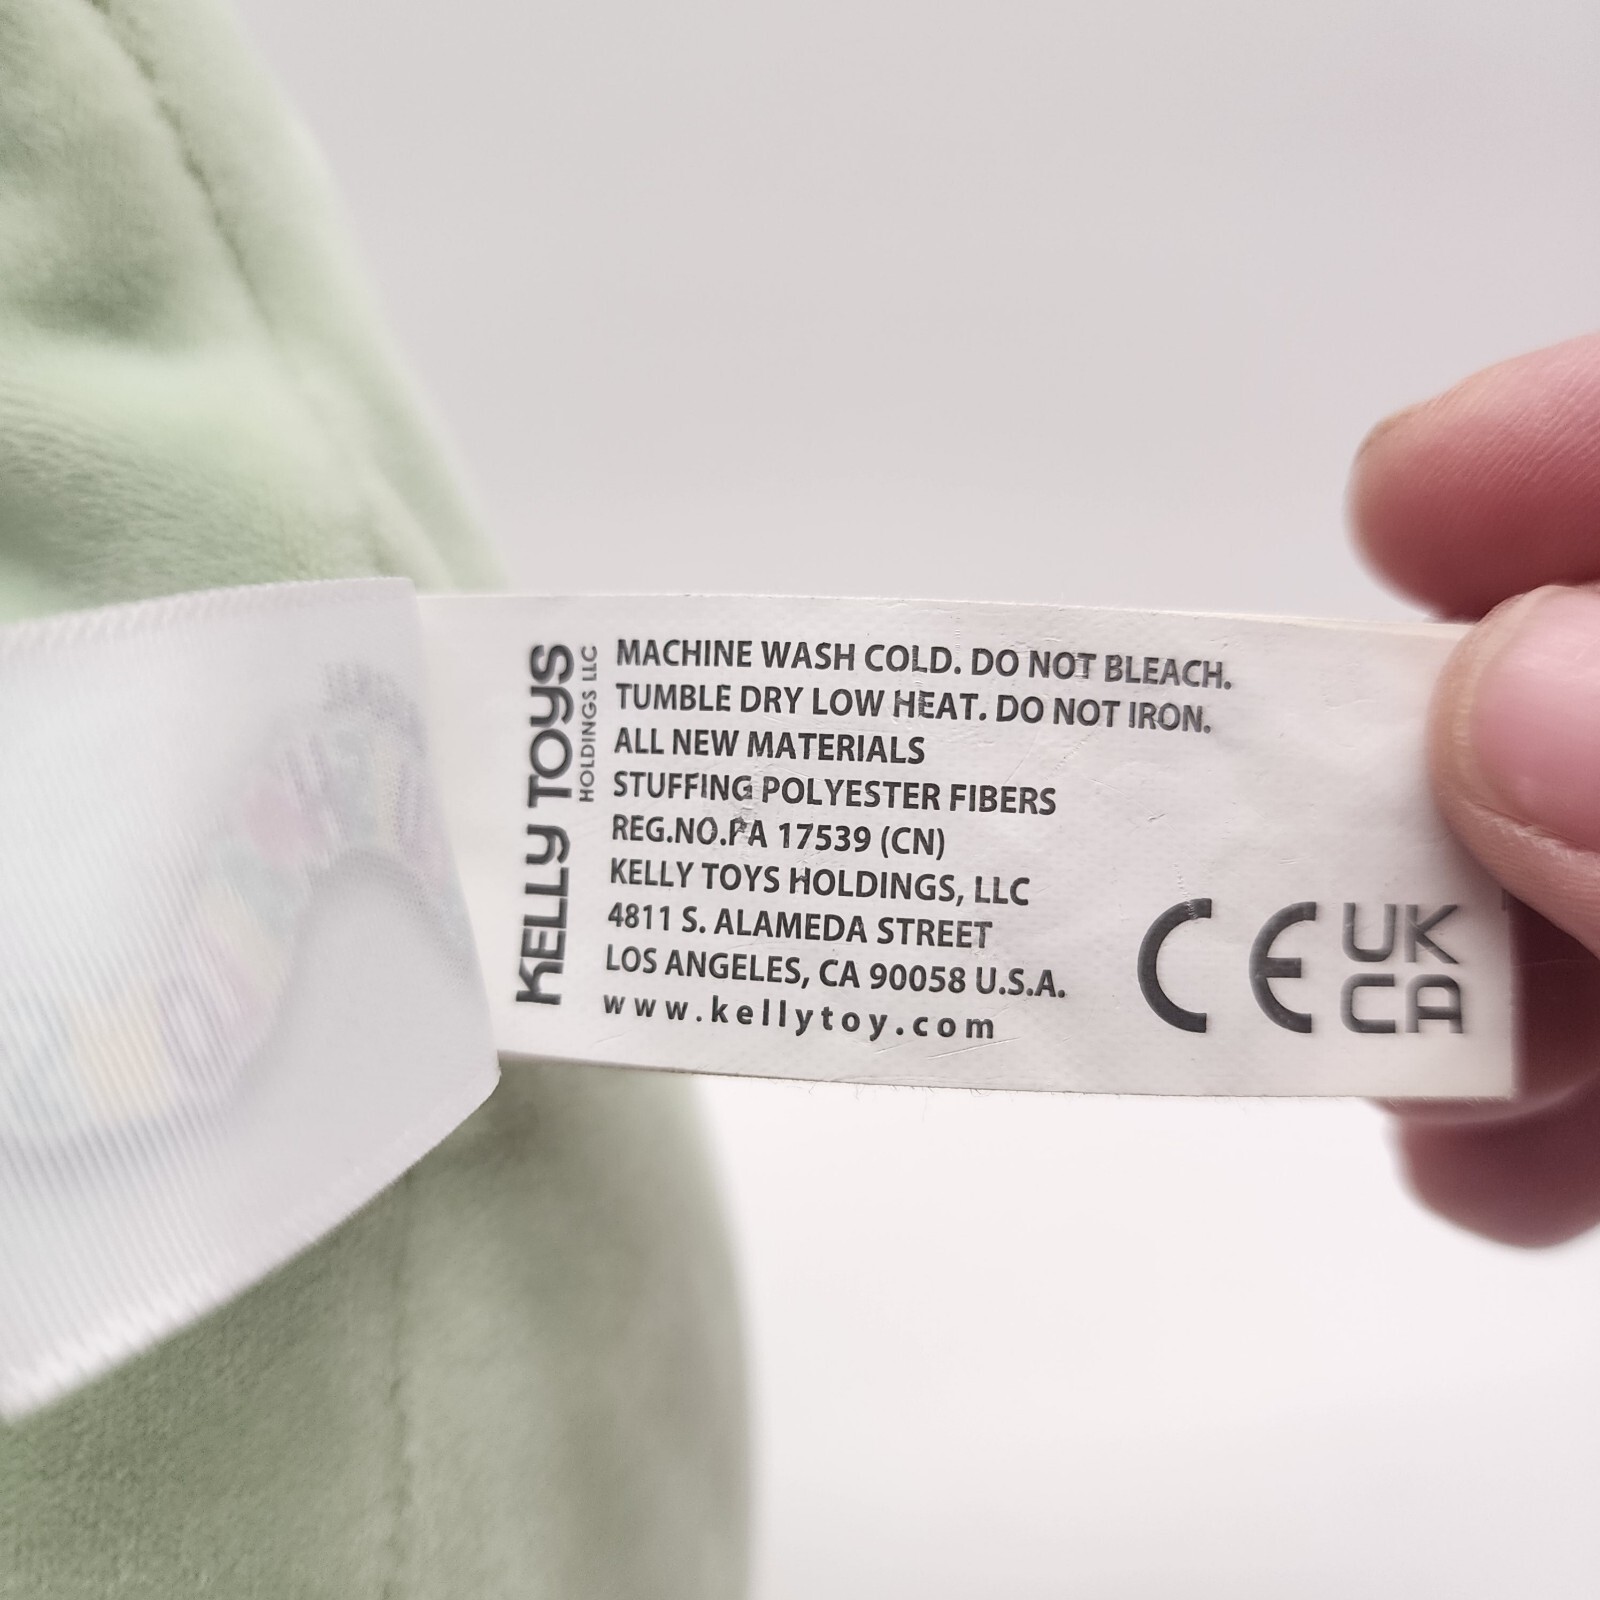 KELLY TOYS
HOLDINGS LLC
MACHINE WASH COLD. DO NOT BLEACH.
TUMBLE DRY LOW HEAT. DO NOT IRON.
ALL NEW MATERIALS
STUFFING POLYESTER FIBERS
REG.NO.PA 17539 (CN)
KELLY TOYS HOLDINGS, LLC
4811 S. ALAMEDA STREET
LOS ANGELES, CA 90058 U.S.A.
www.kellytoy.com
CE
UK
CA